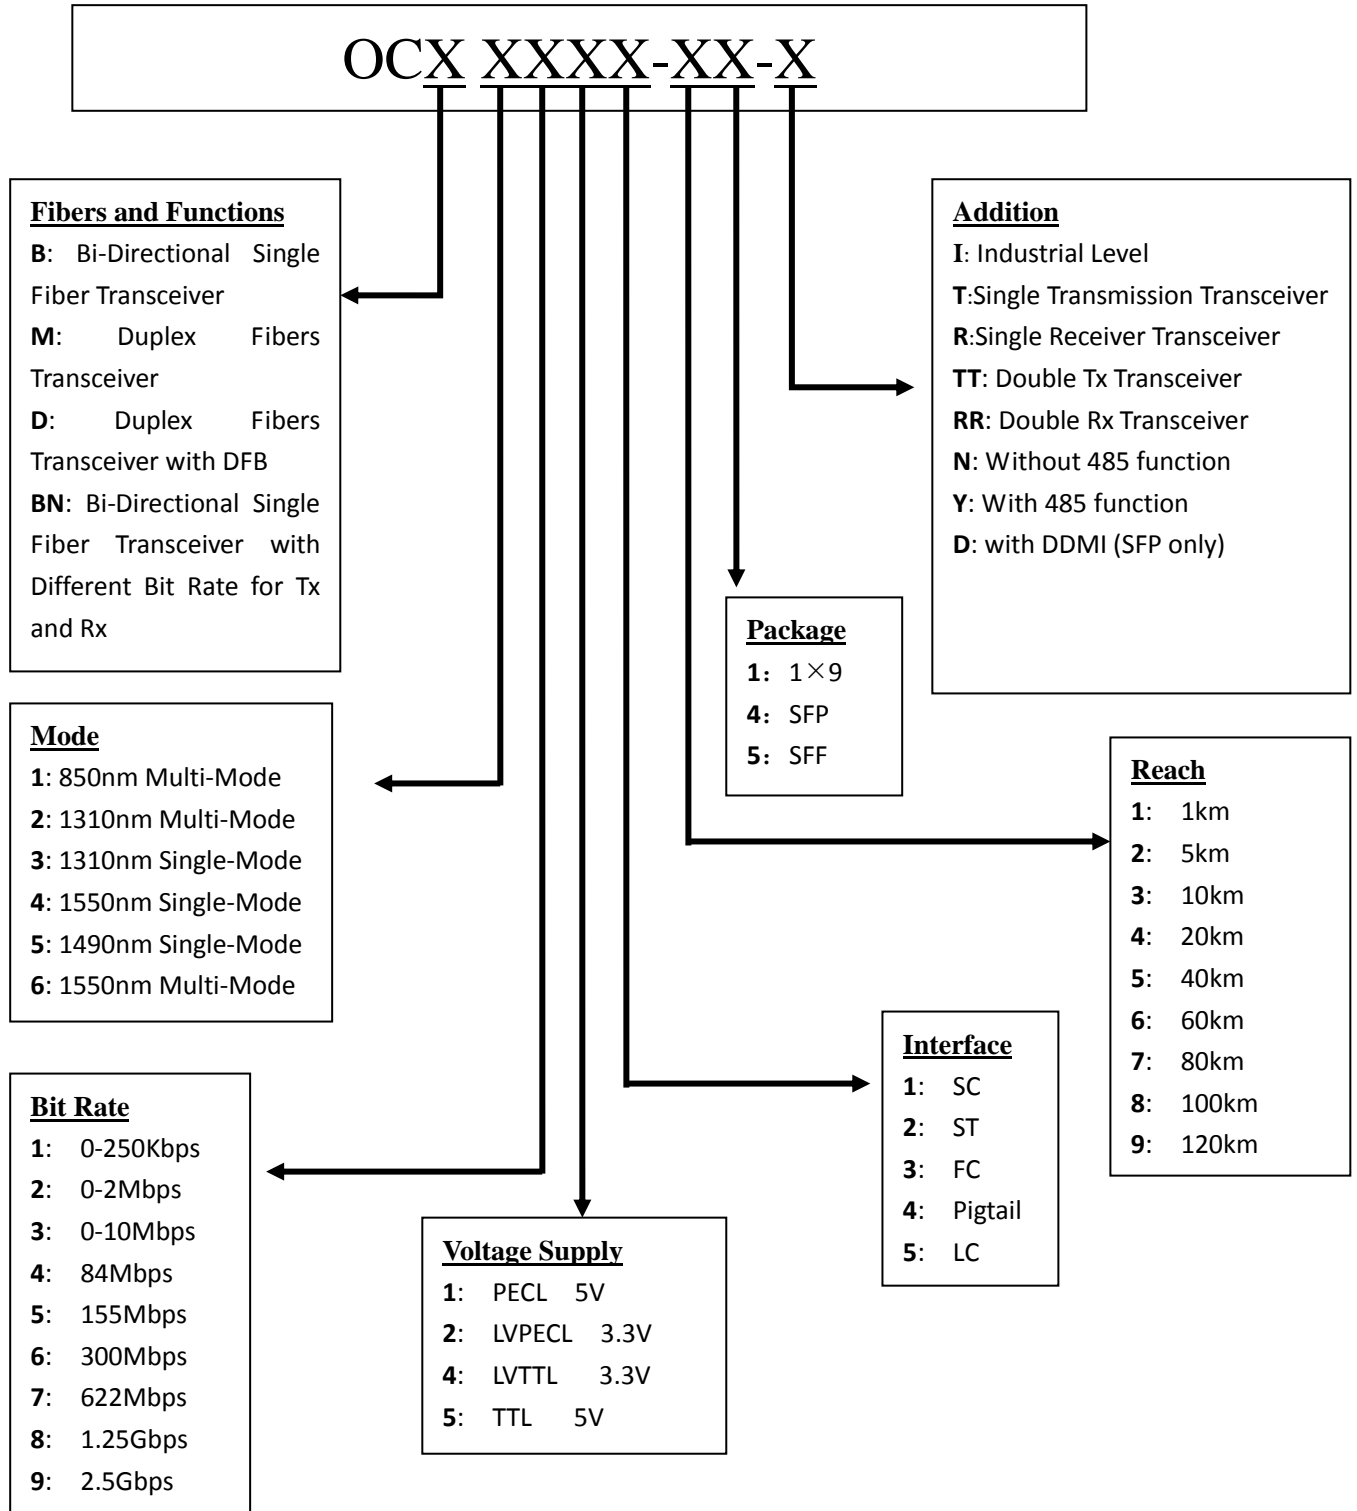 OCX XXXX-XX-X
Fibers and Functions
B: Bi-Directional Single
Fiber Transceiver
M: Duplex Fibers
Transceiver
D: Duplex Fibers
Transceiver with DFB
BN: Bi-Directional Single
Fiber Transceiver with
Different Bit Rate for Tx
and Rx
Addition
I: Industrial Level
T:Single Transmission Transceiver
R:Single Receiver Transceiver
TT: Double Tx Transceiver
RR: Double Rx Transceiver
N: Without 485 function
Y: With 485 function
D: with DDMI (SFP only)
Package
1: 1×9
4: SFP
5: SFF
Mode
1: 850nm Multi-Mode
2: 1310nm Multi-Mode
3: 1310nm Single-Mode
4: 1550nm Single-Mode
5: 1490nm Single-Mode
6: 1550nm Multi-Mode
Reach
1: 1km
2: 5km
3: 10km
4: 20km
5: 40km
6: 60km
7: 80km
8: 100km
9: 120km
Interface
1: SC
2: ST
3: FC
4: Pigtail
5: LC
Bit Rate
1: 0-250Kbps
2: 0-2Mbps
3: 0-10Mbps
4: 84Mbps
5: 155Mbps
6: 300Mbps
7: 622Mbps
8: 1.25Gbps
9: 2.5Gbps
Voltage Supply
1: PECL 5V
2: LVPECL 3.3V
4: LVTTL 3.3V
5: TTL 5V